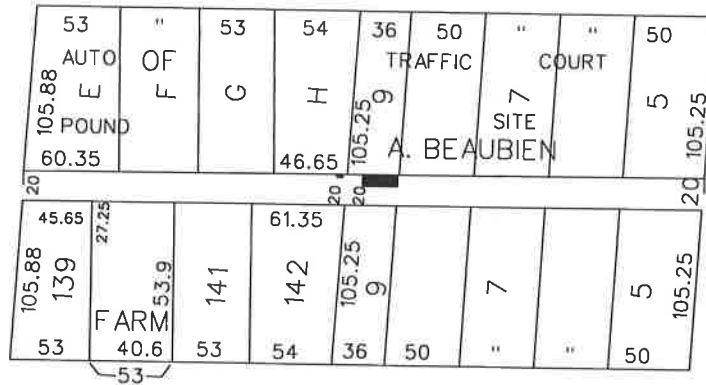 53 " 53 54 36 50 " " 50
AUTO OF TRAFFIC COURT
105.88 E F G H 9 7 5
POUND SITE
105.25 A. BEAUBIEN 105.25
60.35 46.65
20 20 20 20
45.65 27.25 61.35
105.88 139 53.9 141 142 105.25 9 7 5 105.25
FARM
53 40.6 53 54 36 50 " " 50
53